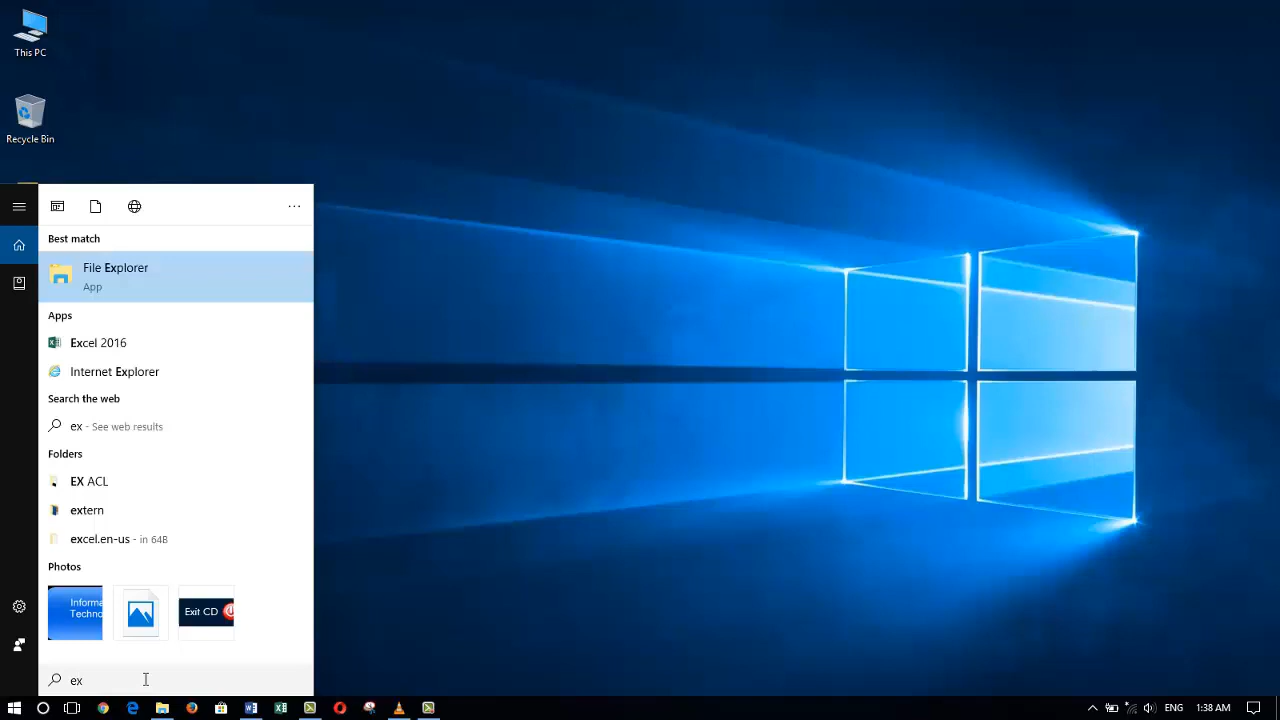 This PC
Recycle Bin
Best match
File Explorer
App
Apps
Excel 2016
Internet Explorer
Search the web
ex - See web results
Folders
EX ACL
extern
excel.en-us - in 64B
Photos
Informa
Techno
Exit CD
ex
ENG 1:38 AM